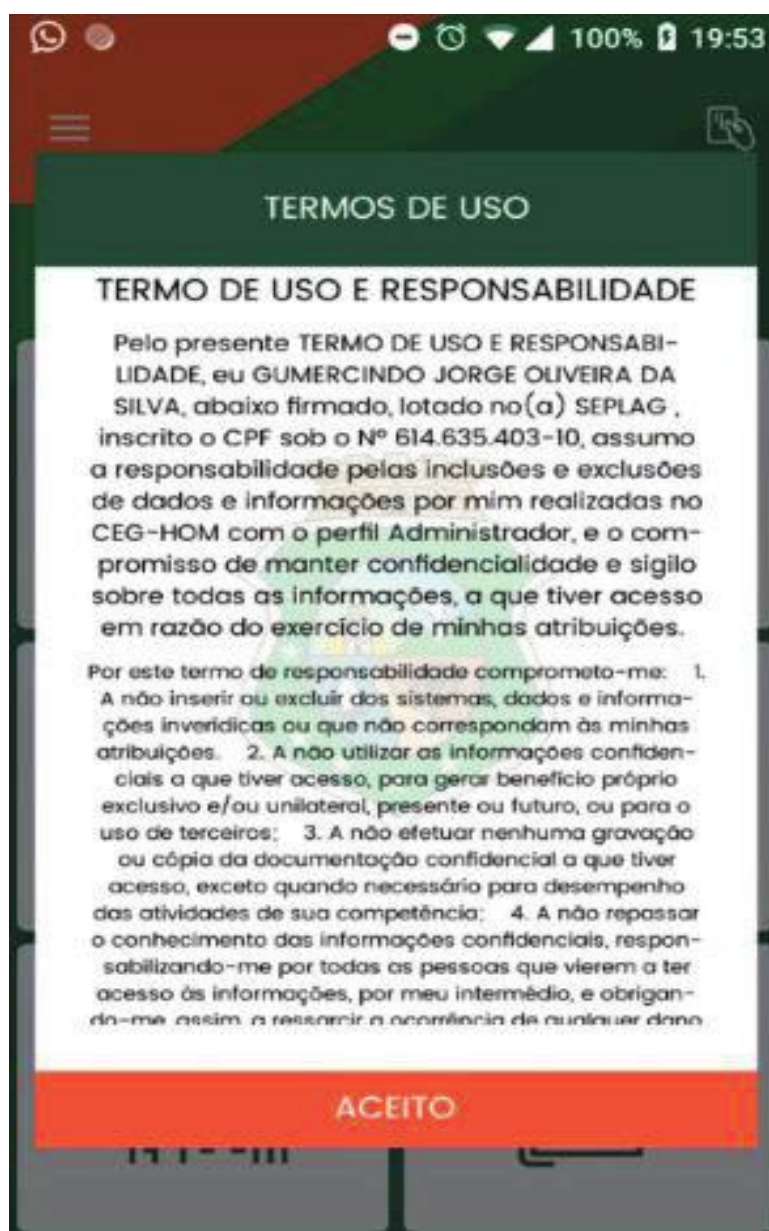 100% 19:53
TERMOS DE USO
TERMO DE USO E RESPONSABILIDADE
Pelo presente TERMO DE USO E RESPONSABI-
LIDADE, eu GUMERCINDO JORGE OLIVEIRA DA
SILVA, abaixo firmado, lotado no(a) SEPLAG ,
inscrito o CPF sob o Nº 614.635.403-10, assumo
a responsabilidade pelas inclusões e exclusões
de dados e informações por mim realizadas no
CEG-HOM com o perfil Administrador, e o com-
promisso de manter confidencialidade e sigilo
sobre todas as informações, a que tiver acesso
em razão do exercício de minhas atribuições.
Por este termo de responsabilidade comprometo-me: 1.
A não inserir ou excluir dos sistemas, dados e informa-
ções inverídicas ou que não correspondam às minhas
atribuições. 2. A não utilizar as informações confiden-
ciais a que tiver acesso, para gerar benefício próprio
exclusivo e/ou unilateral, presente ou futuro, ou para o
uso de terceiros; 3. A não efetuar nenhuma gravação
ou cópia da documentação confidencial a que tiver
acesso, exceto quando necessário para desempenho
das atividades de sua competência; 4. A não repassar
o conhecimento das informações confidenciais, respon-
sabilizando-me por todas as pessoas que vierem a ter
acesso às informações, por meu intermédio, e obrigan-
do-me, assim, a ressarcir a ocorrência de qualquer dano
ACEITO